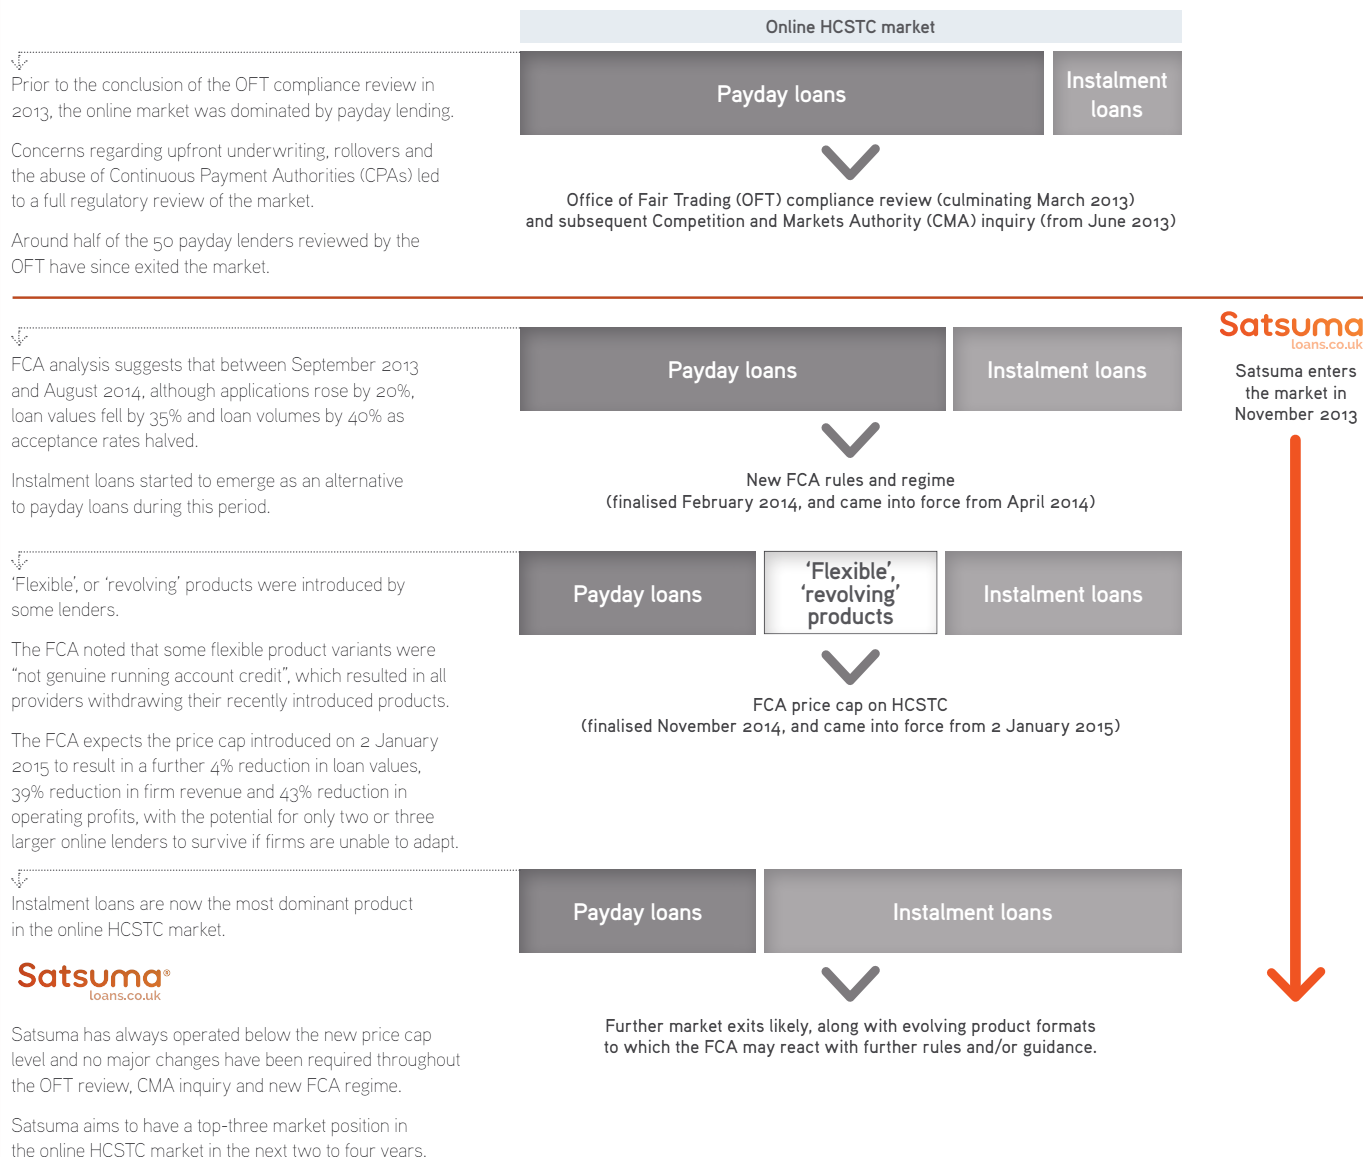 Online HCSTC market
Prior to the conclusion of the OFT compliance review in
2013, the online market was dominated by payday lending.
Concerns regarding upfront underwriting, rollovers and
the abuse of Continuous Payment Authorities (CPAs) led
to a full regulatory review of the market.
Around half of the 50 payday lenders reviewed by the
OFT have since exited the market.
Payday loans
Instalment
loans
Office of Fair Trading (OFT) compliance review (culminating March 2013)
and subsequent Competition and Markets Authority (CMA) inquiry (from June 2013)
FCA analysis suggests that between September 2013
and August 2014, although applications rose by 20%,
loan values fell by 35% and loan volumes by 40% as
acceptance rates halved.
Instalment loans started to emerge as an alternative
to payday loans during this period.
Payday loans
Instalment loans
New FCA rules and regime
(finalised February 2014, and came into force from April 2014)
Satsuma
loans.co.uk
Satsuma enters
the market in
November 2013
‘Flexible’, or ‘revolving’ products were introduced by
some lenders.
The FCA noted that some flexible product variants were
“not genuine running account credit”, which resulted in all
providers withdrawing their recently introduced products.
The FCA expects the price cap introduced on 2 January
2015 to result in a further 4% reduction in loan values,
39% reduction in firm revenue and 43% reduction in
operating profits, with the potential for only two or three
larger online lenders to survive if firms are unable to adapt.
Payday loans
‘Flexible’,
‘revolving’
products
Instalment loans
FCA price cap on HCSTC
(finalised November 2014, and came into force from 2 January 2015)
Instalment loans are now the most dominant product
in the online HCSTC market.
Satsuma®
loans.co.uk
Satsuma has always operated below the new price cap
level and no major changes have been required throughout
the OFT review, CMA inquiry and new FCA regime.
Satsuma aims to have a top-three market position in
the online HCSTC market in the next two to four years.
Payday loans
Instalment loans
Further market exits likely, along with evolving product formats
to which the FCA may react with further rules and/or guidance.